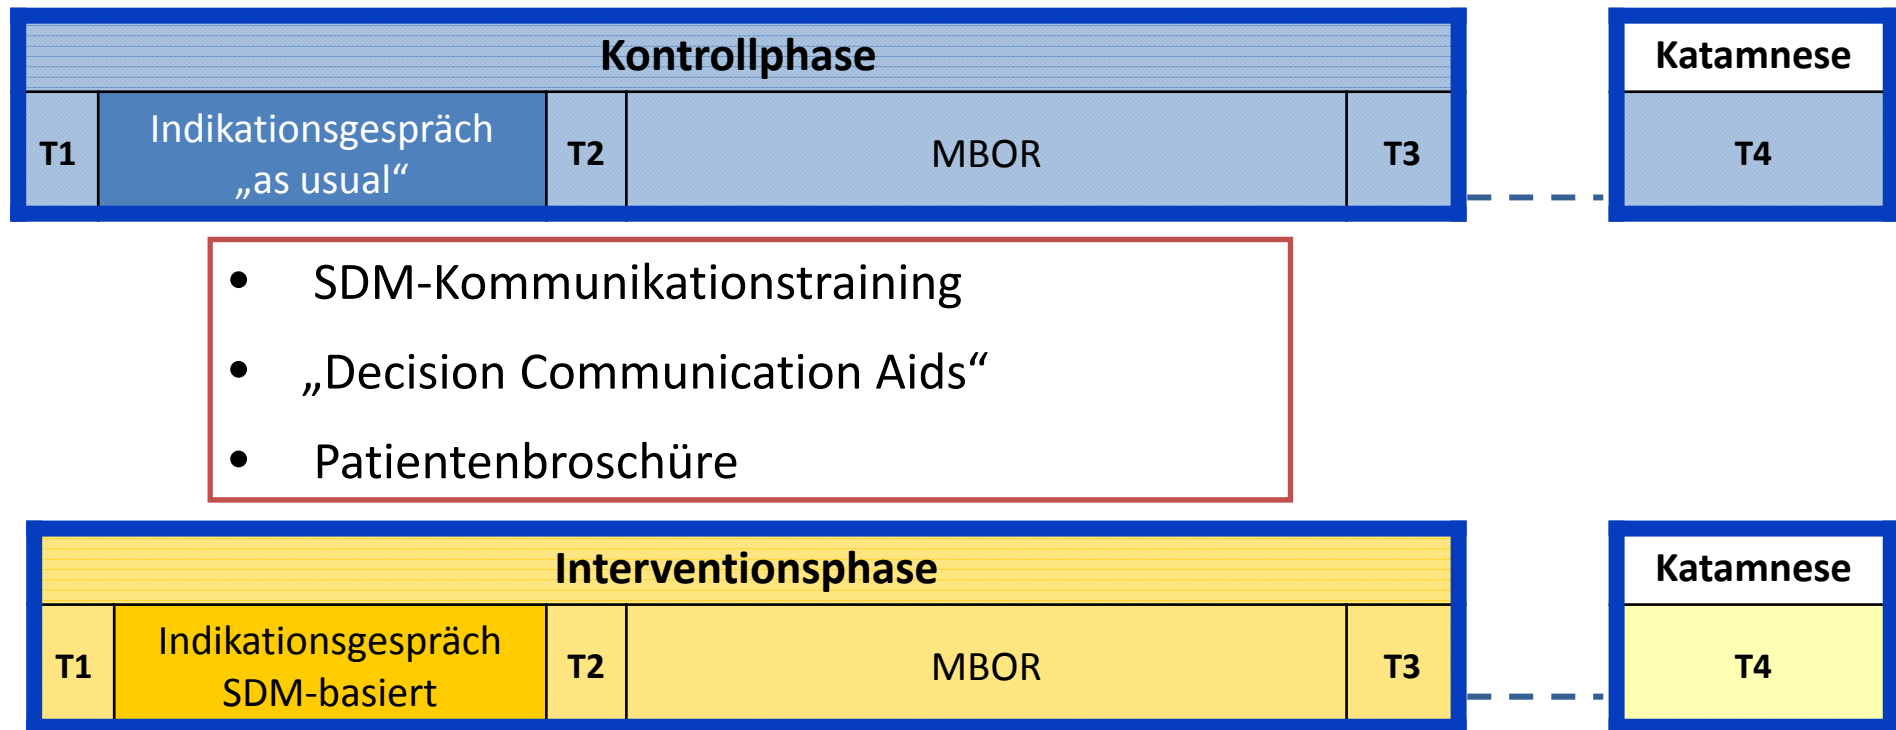 Kontrollphase
Katamnese
T1
Indikationsgespräch
„as usual“
T2
MBOR
T3
T4
• SDM-Kommunikationstraining
• „Decision Communication Aids“
• Patientenbroschüre
Interventionsphase
Katamnese
T1
Indikationsgespräch
SDM-basiert
T2
MBOR
T3
T4